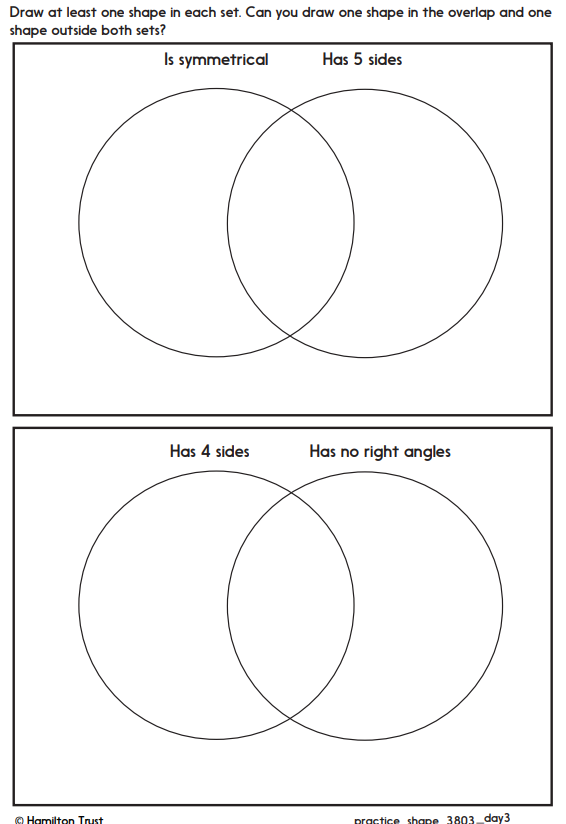 Draw at least one shape in each set. Can you draw one shape in the overlap and one
shape outside both sets?
Is symmetrical Has 5 sides
Has 4 sides Has no right angles
© Hamilton Trust practice_shape_3803_day3